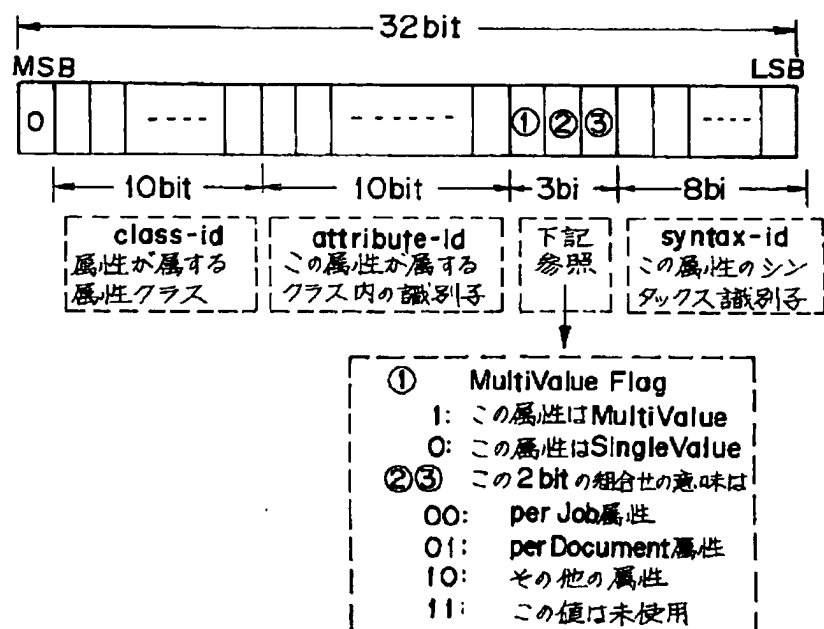 32bit
MSB LSB
0 ① ② ③
10bit 10bit 3bi 8bi
class-id
属性が属する
属性クラス
attribute-id
この属性が属する
クラス内の識別子
下記
参照
syntax-id
この属性のシン
タックス識別子
① MultiValue Flag
1: この属性はMultiValue
0: この属性はSingleValue
②③ この2bitの組合せの意味は
00: per Job属性
01: per Document属性
10: その他の属性
11: この値は未使用